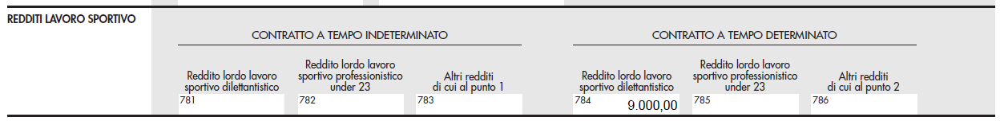 REDDITI LAVORO SPORTIVO
CONTRATTO A TEMPO INDETERMINATO
CONTRATTO A TEMPO DETERMINATO
Reddito lordo lavoro
sportivo dilettantistico
Reddito lordo lavoro
sportivo professionistico
under 23
Altri redditi
di cui al punto 1
Reddito lordo lavoro
sportivo dilettantistico
Reddito lordo lavoro
sportivo professionistico
under 23
Altri redditi
di cui al punto 2
781
782
783
784 9.000,00
785
786